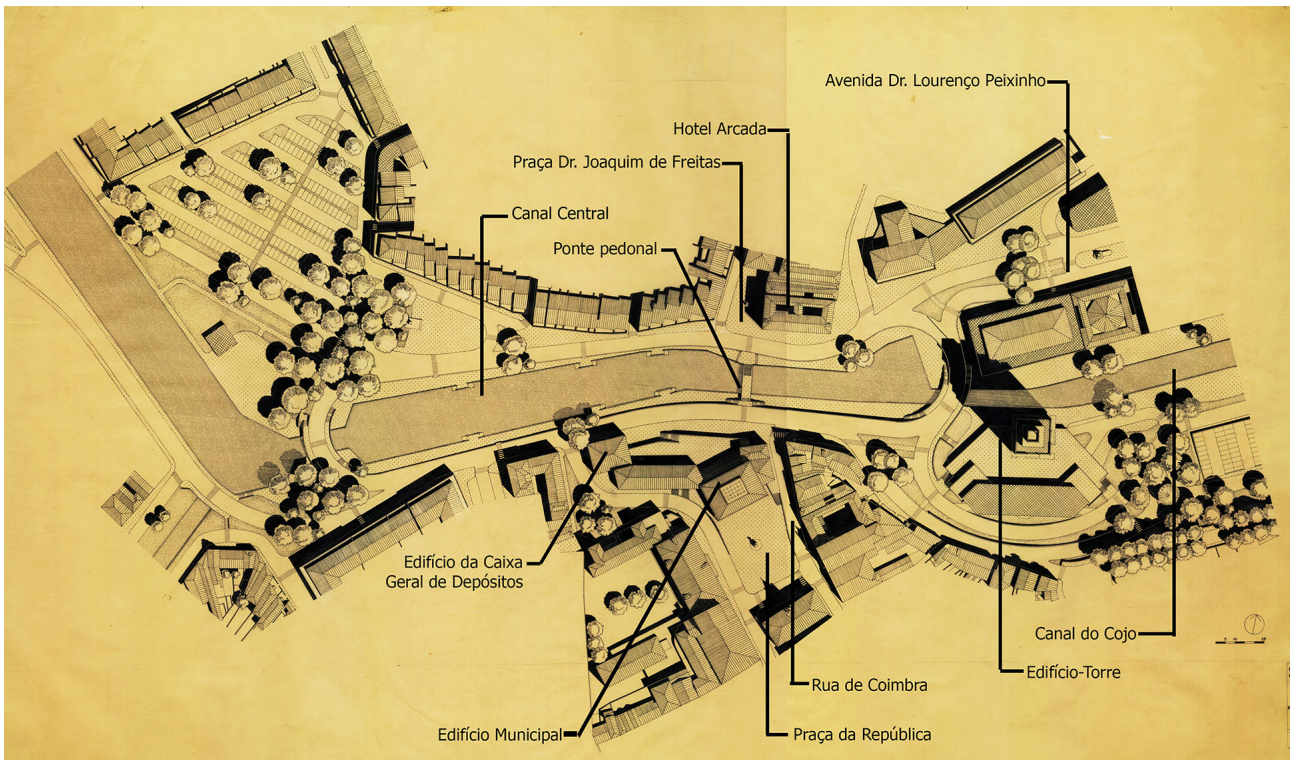 Avenida Dr. Lourenço Peixinho
Hotel Arcada
Praça Dr. Joaquim de Freitas
Canal Central
Ponte pedonal
Edifício da Caixa
Geral de Depósitos
Canal do Cojo
Edifício-Torre
Rua de Coimbra
Edifício Municipal
Praça da República